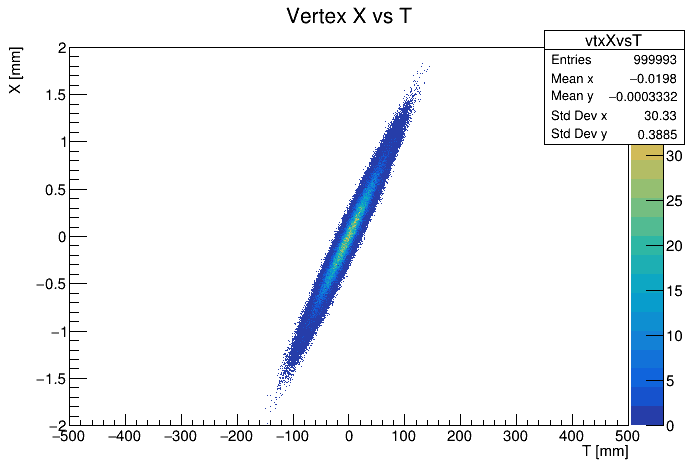 Vertex X vs T
vtxXvsT
Entries 999993
Mean x −0.0198
Mean y −0.0003332
Std Dev x 30.33
Std Dev y 0.3885
X [mm]
2
1.5
1
0.5
0
−0.5
−1
−1.5
−2
−500 −400 −300 −200 −100 0 100 200 300 400 500
T [mm]
30
25
20
15
10
5
0